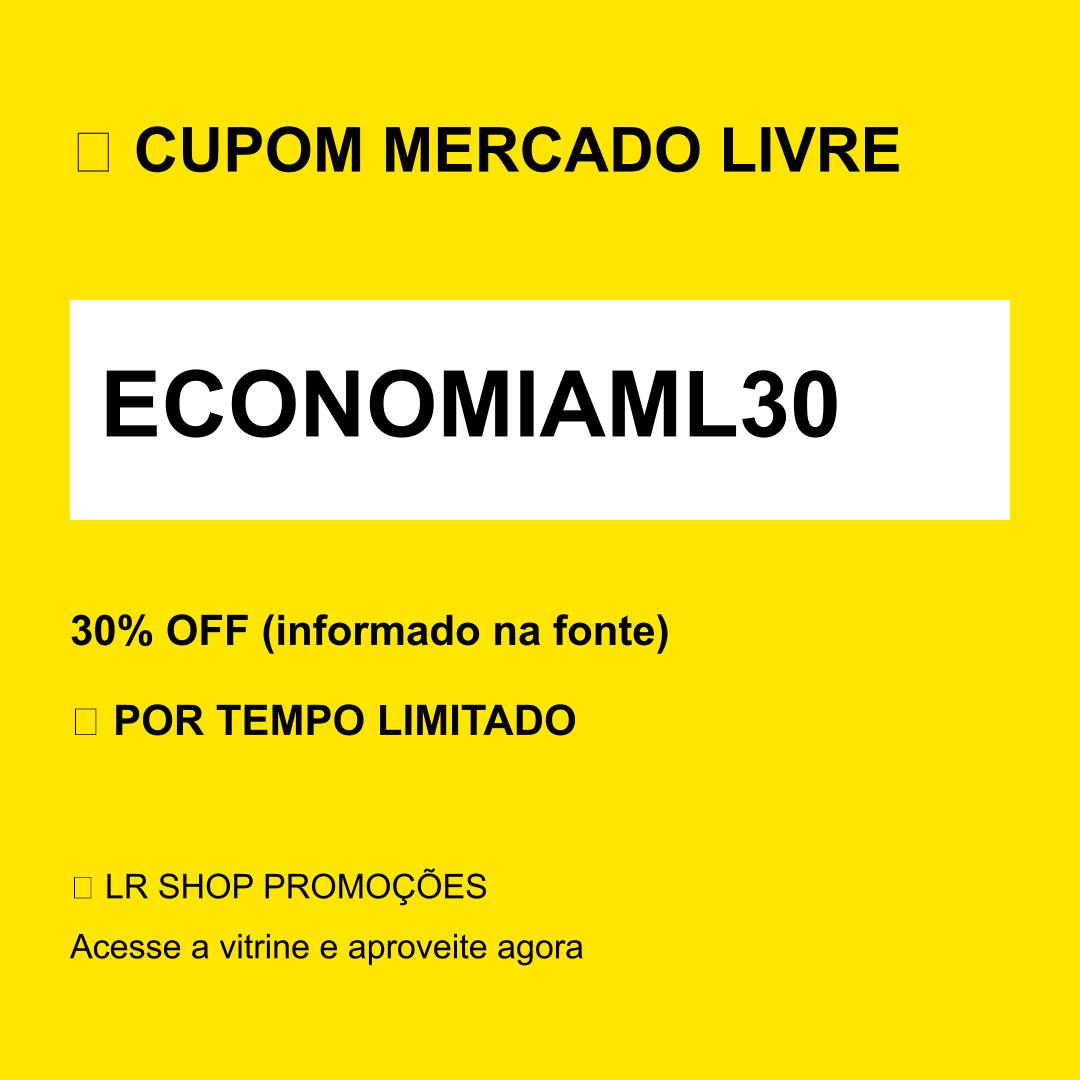 CUPOM MERCADO LIVRE
ECONOMIAML30
30% OFF (informado na fonte)
POR TEMPO LIMITADO
LR SHOP PROMOÇÕES
Acesse a vitrine e aproveite agora